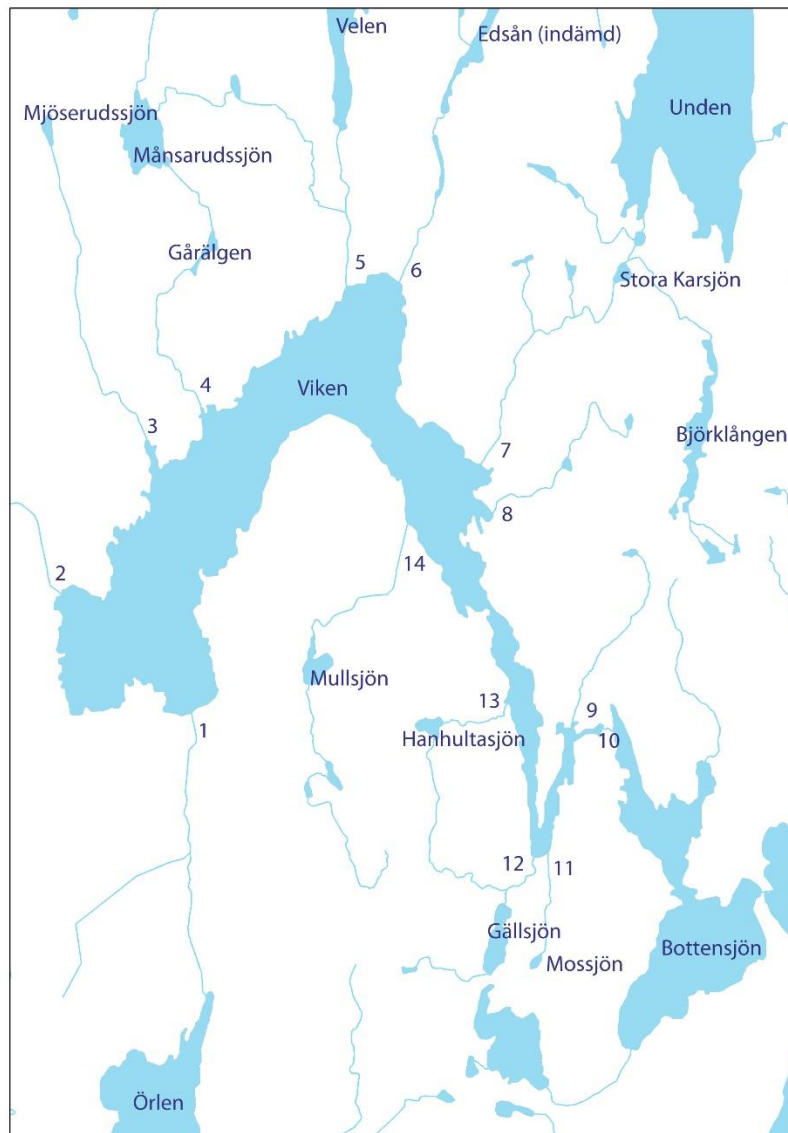 Velen
Edsån (indämd)
Mjöserudssjön
Unden
Månsarudssjön
Gårälgen
5
6
Stora Karsjön
4
Viken
3
Björklången
7
8
14
2
Mullsjön
13
9
1
Hanhultasjön
10
12
11
Gällsjön
Mossjön
Bottensjön
Örlen